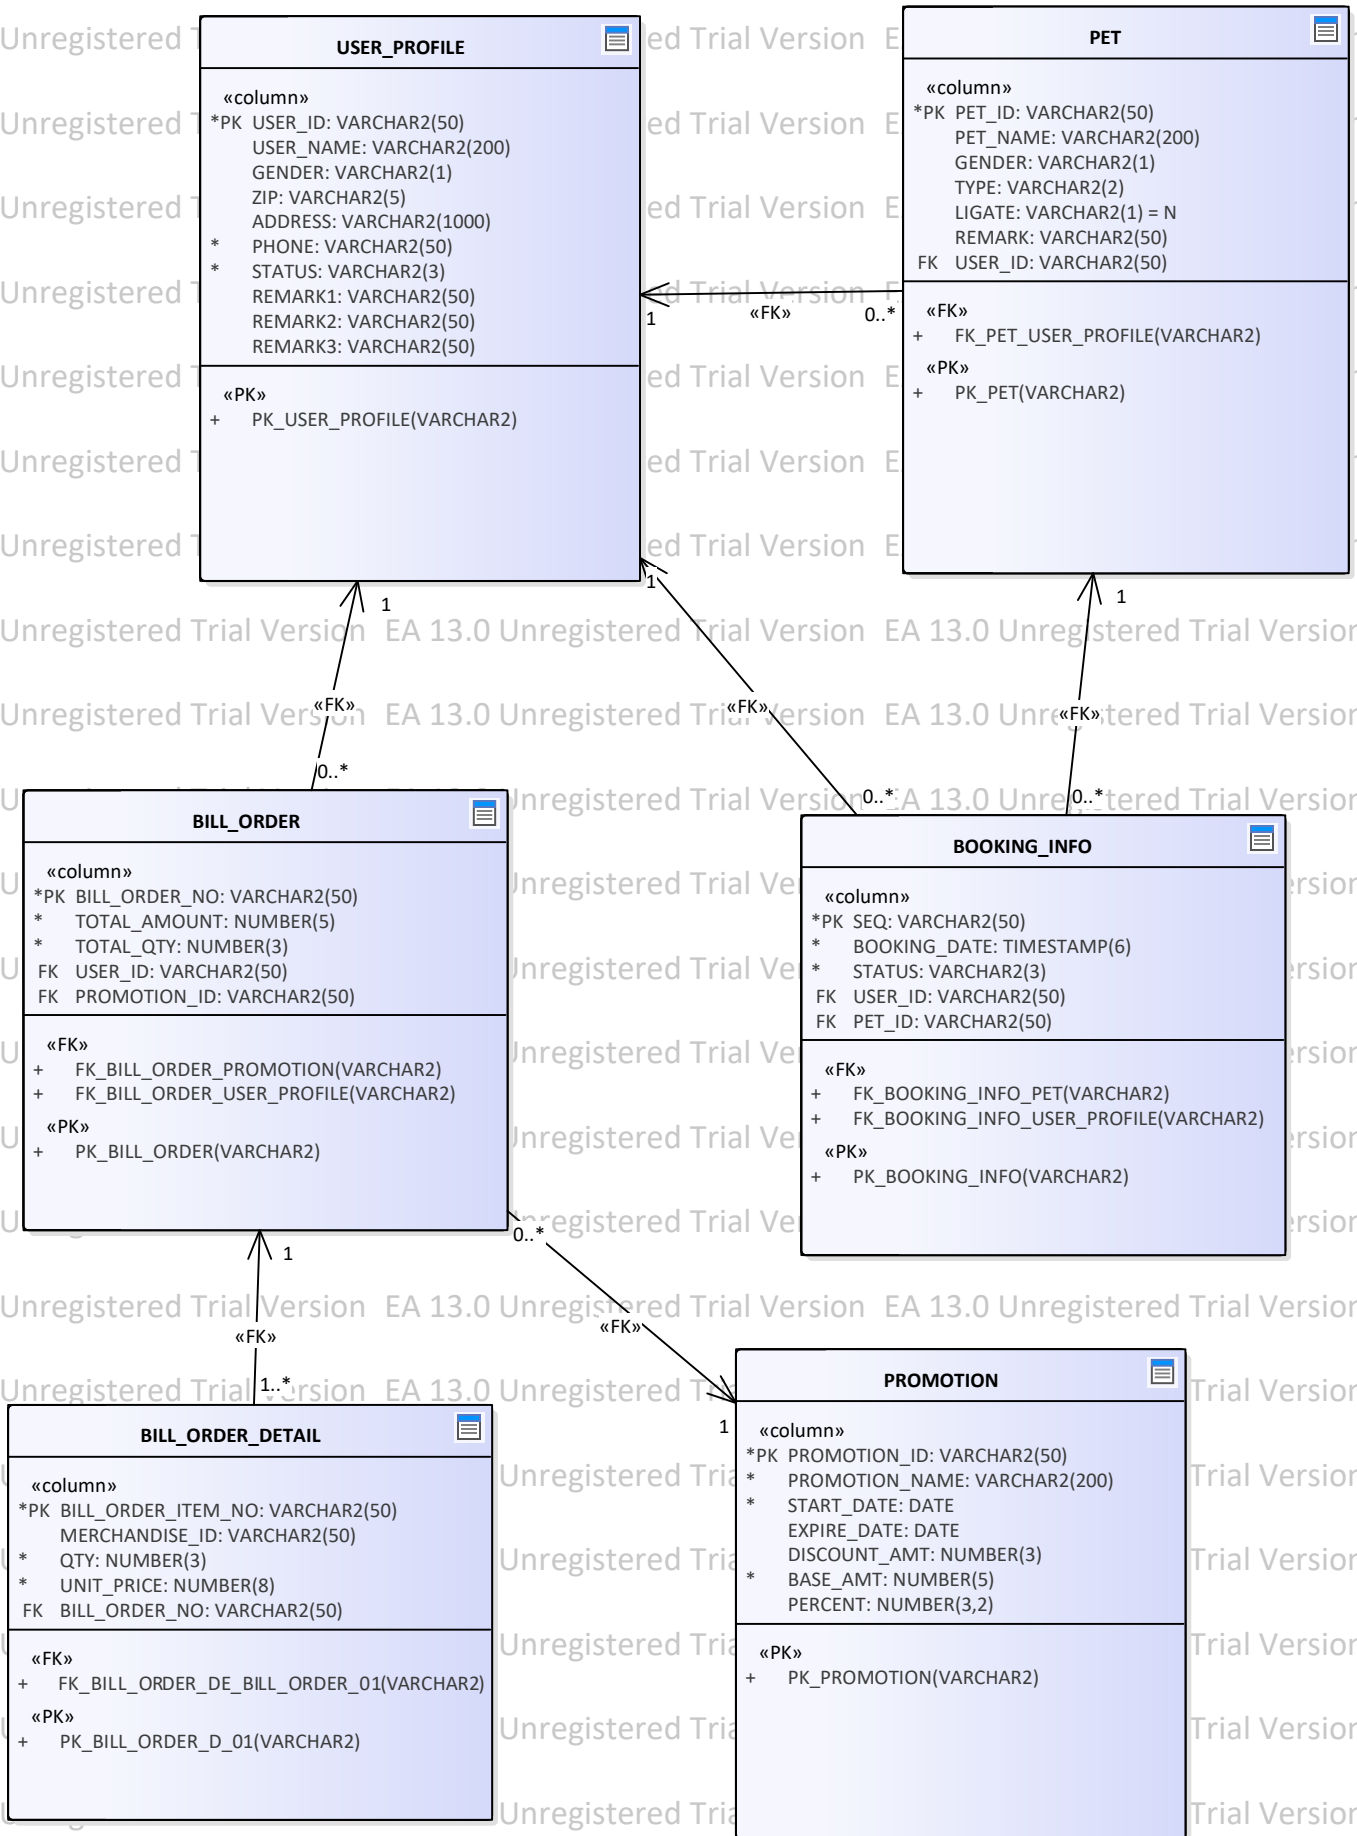 USER_PROFILE
«column»
*PK USER_ID: VARCHAR2(50)
USER_NAME: VARCHAR2(200)
GENDER: VARCHAR2(1)
ZIP: VARCHAR2(5)
ADDRESS: VARCHAR2(1000)
* PHONE: VARCHAR2(50)
* STATUS: VARCHAR2(3)
REMARK1: VARCHAR2(50)
REMARK2: VARCHAR2(50)
REMARK3: VARCHAR2(50)
«PK»
+ PK_USER_PROFILE(VARCHAR2)
PET
«column»
*PK PET_ID: VARCHAR2(50)
PET_NAME: VARCHAR2(200)
GENDER: VARCHAR2(1)
TYPE: VARCHAR2(2)
LIGATE: VARCHAR2(1) = N
REMARK: VARCHAR2(50)
FK USER_ID: VARCHAR2(50)
«FK»
+ FK_PET_USER_PROFILE(VARCHAR2)
«PK»
+ PK_PET(VARCHAR2)
1 «FK» 0..*
1
«FK»
0..*
1
«FK»
0..*
1
«FK»
0..*
BILL_ORDER
«column»
*PK BILL_ORDER_NO: VARCHAR2(50)
* TOTAL_AMOUNT: NUMBER(5)
* TOTAL_QTY: NUMBER(3)
FK USER_ID: VARCHAR2(50)
FK PROMOTION_ID: VARCHAR2(50)
«FK»
+ FK_BILL_ORDER_PROMOTION(VARCHAR2)
+ FK_BILL_ORDER_USER_PROFILE(VARCHAR2)
«PK»
+ PK_BILL_ORDER(VARCHAR2)
BOOKING_INFO
«column»
*PK SEQ: VARCHAR2(50)
* BOOKING_DATE: TIMESTAMP(6)
* STATUS: VARCHAR2(3)
FK USER_ID: VARCHAR2(50)
FK PET_ID: VARCHAR2(50)
«FK»
+ FK_BOOKING_INFO_PET(VARCHAR2)
+ FK_BOOKING_INFO_USER_PROFILE(VARCHAR2)
«PK»
+ PK_BOOKING_INFO(VARCHAR2)
1
«FK»
1..*
0..*
«FK»
1
BILL_ORDER_DETAIL
«column»
*PK BILL_ORDER_ITEM_NO: VARCHAR2(50)
MERCHANDISE_ID: VARCHAR2(50)
* QTY: NUMBER(3)
* UNIT_PRICE: NUMBER(8)
FK BILL_ORDER_NO: VARCHAR2(50)
«FK»
+ FK_BILL_ORDER_DE_BILL_ORDER_01(VARCHAR2)
«PK»
+ PK_BILL_ORDER_D_01(VARCHAR2)
PROMOTION
«column»
*PK PROMOTION_ID: VARCHAR2(50)
* PROMOTION_NAME: VARCHAR2(200)
* START_DATE: DATE
EXPIRE_DATE: DATE
DISCOUNT_AMT: NUMBER(3)
* BASE_AMT: NUMBER(5)
PERCENT: NUMBER(3,2)
«PK»
+ PK_PROMOTION(VARCHAR2)
Unregistered Trial Version EA 13.0 Unregistered Trial Version EA 13.0 Unregistered Trial Version